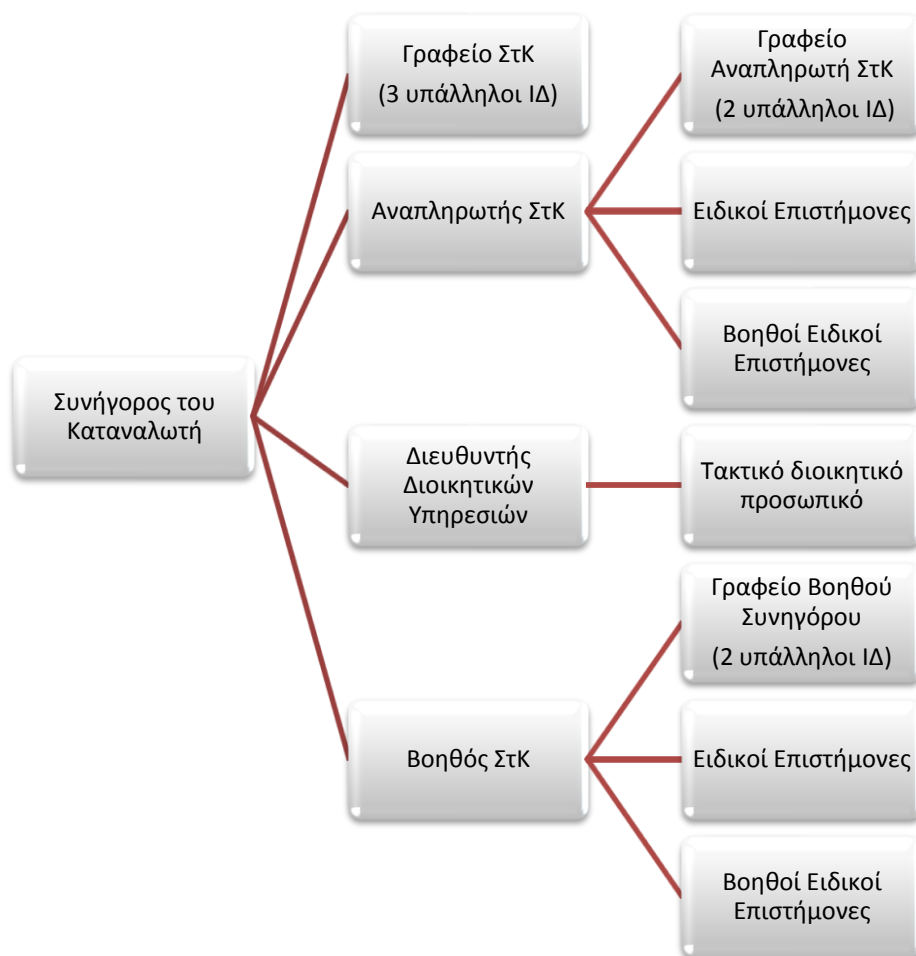 Γραφείο ΣτΚ
(3 υπάλληλοι ΙΔ)
Γραφείο
Αναπληρωτή ΣτΚ
(2 υπάλληλοι ΙΔ)
Αναπληρωτής ΣτΚ
Ειδικοί Επιστήμονες
Βοηθοί Ειδικοί
Επιστήμονες
Συνήγορος του
Καταναλωτή
Διευθυντής
Διοικητικών
Υπηρεσιών
Τακτικό διοικητικό
προσωπικό
Γραφείο Βοηθού
Συνηγόρου
(2 υπάλληλοι ΙΔ)
Βοηθός ΣτΚ
Ειδικοί Επιστήμονες
Βοηθοί Ειδικοί
Επιστήμονες